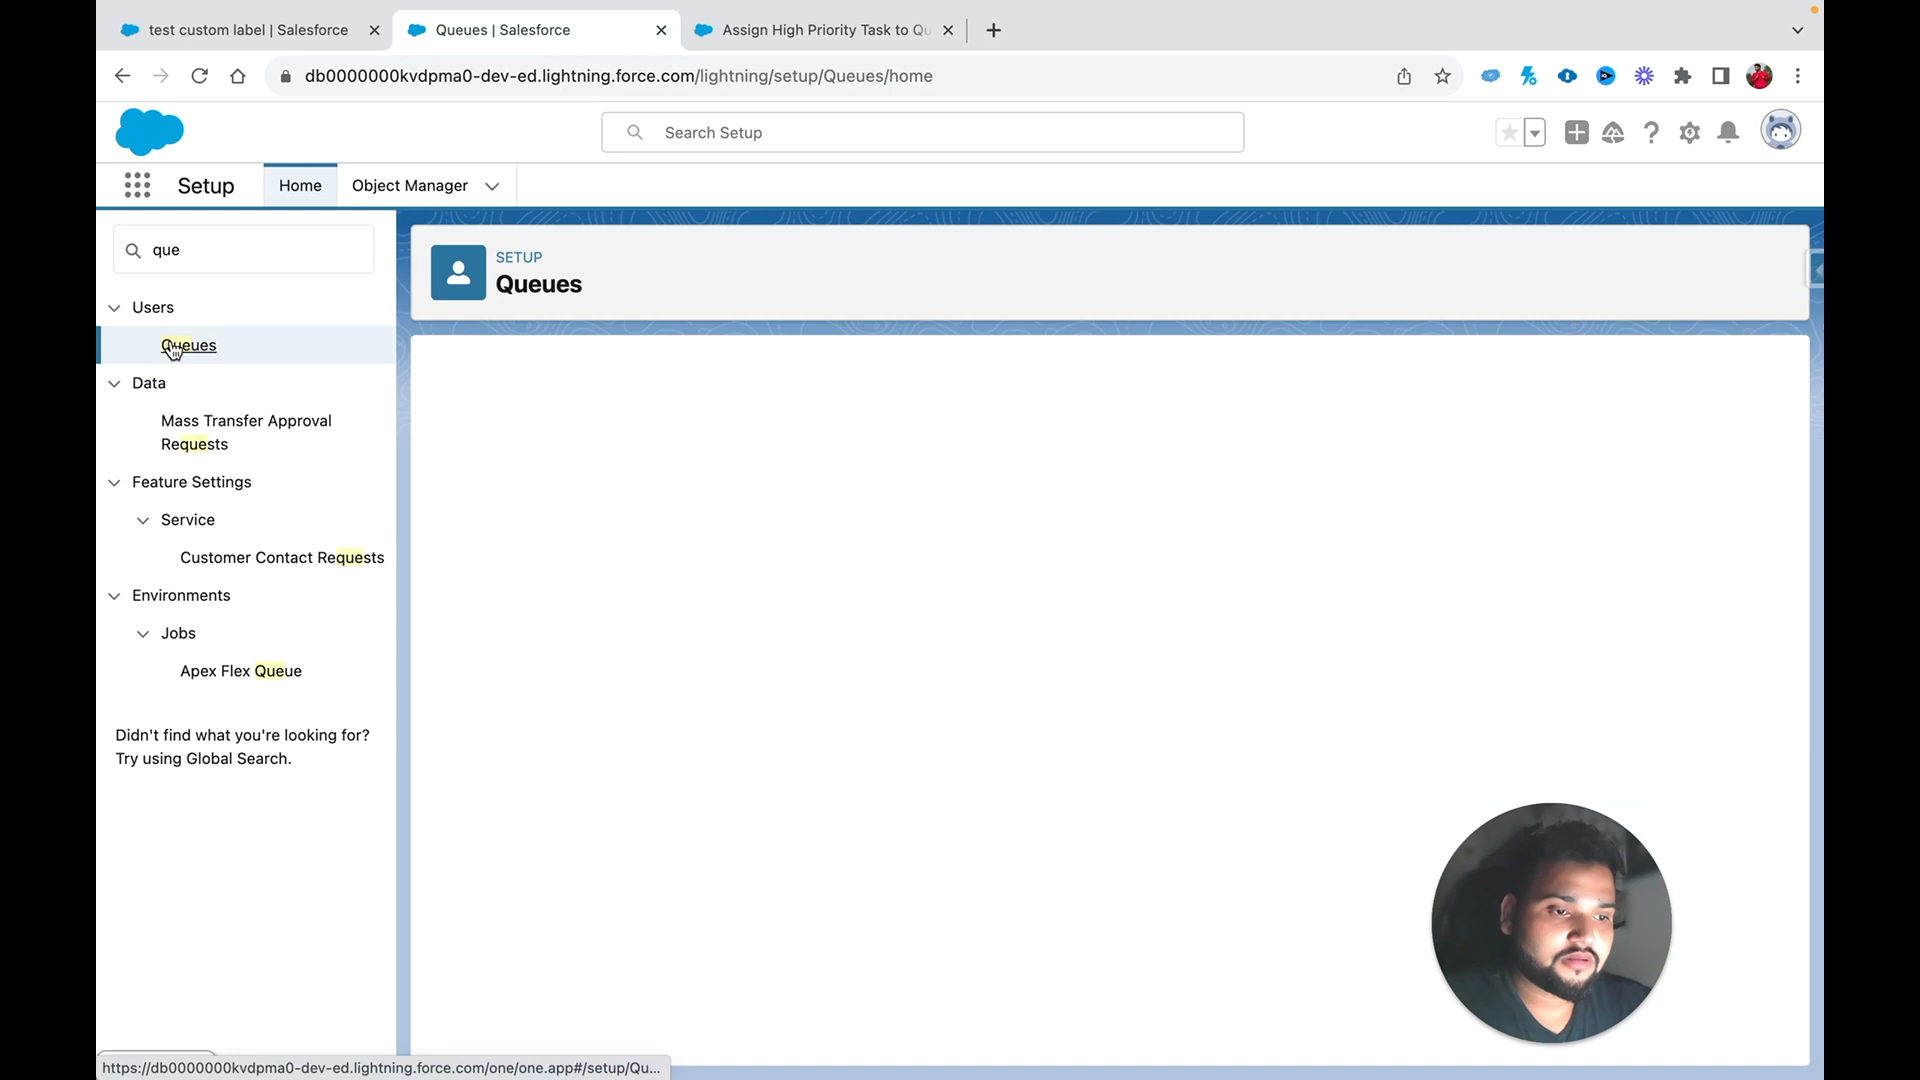 test custom label | Salesforce
Queues | Salesforce
Assign High Priority Task to Qu
db0000000kvdpma0-dev-ed.lightning.force.com/lightning/setup/Queues/home
Search Setup
Setup
Home
Object Manager
que
SETUP
Queues
Users
Queues
Data
Mass Transfer Approval
Requests
Feature Settings
Service
Customer Contact Requests
Environments
Jobs
Apex Flex Queue
Didn't find what you're looking for?
Try using Global Search.
https://db0000000kvdpma0-dev-ed.lightning.force.com/one/one.app#/setup/Qu...